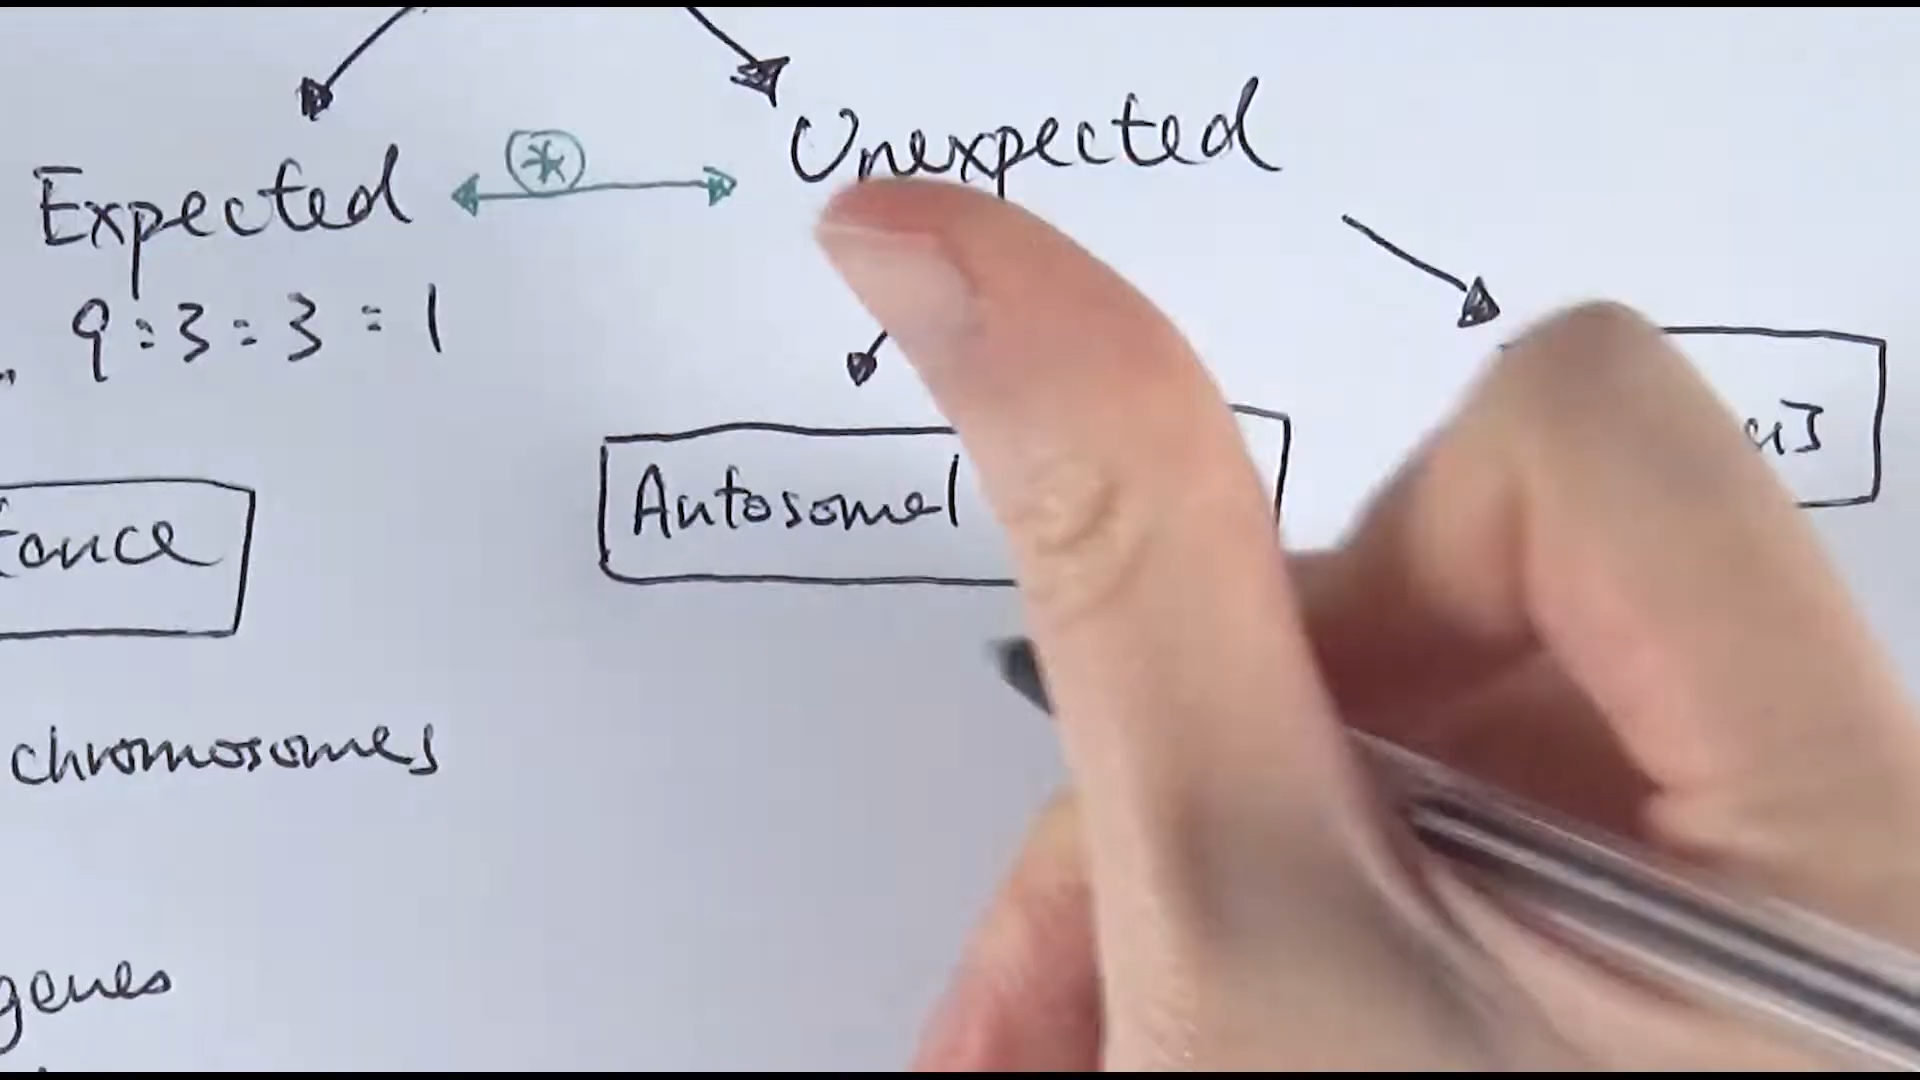 Unexpected
Expected
9:3:3:1
Autosomal
chromosomes
genes